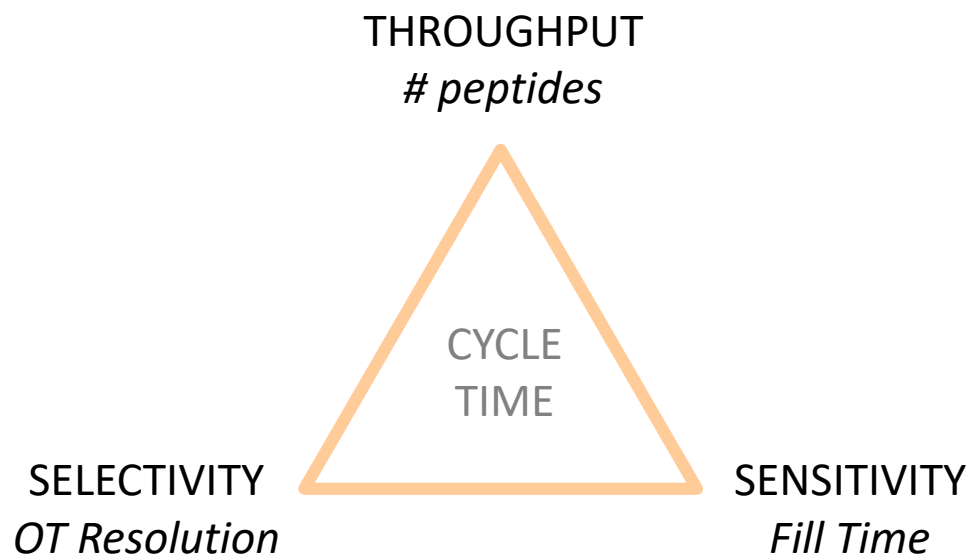 THROUGHPUT
# peptides
CYCLE
TIME
SELECTIVITY
OT Resolution
SENSITIVITY
Fill Time